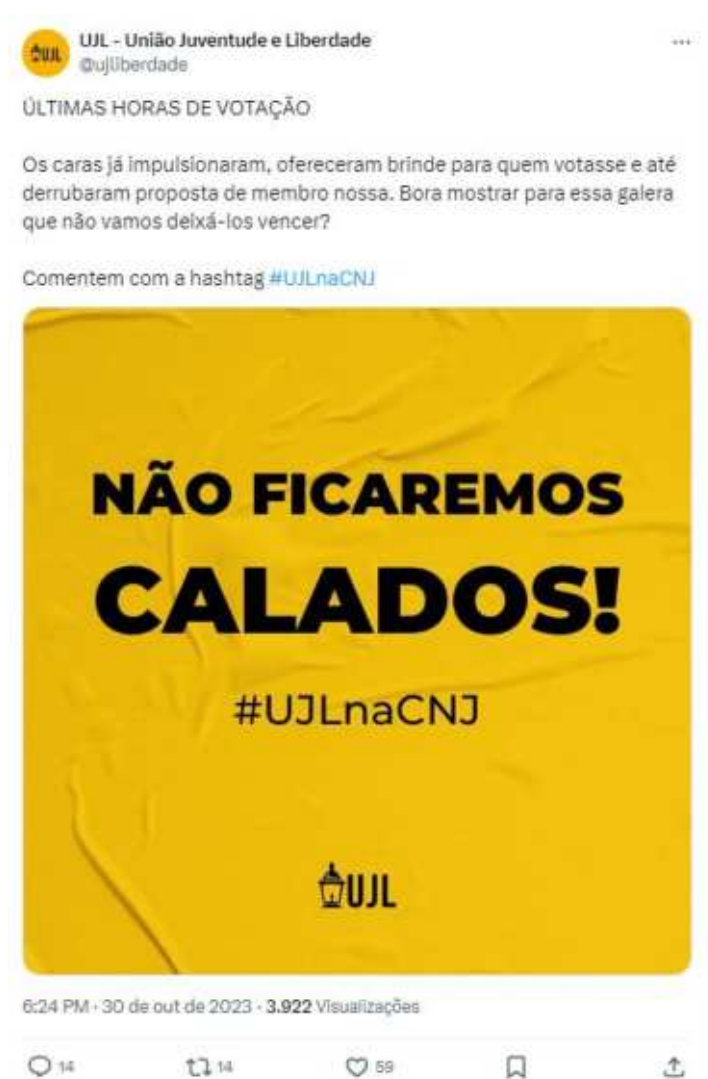 UJL - União Juventude e Liberdade
UJL
@ujlliberdade
ÚLTIMAS HORAS DE VOTAÇÃO
Os caras já impulsionaram, ofereceram brinde para quem votasse e até
derrubaram proposta de membro nossa. Bora mostrar para essa galera
que não vamos deixá-los vencer?
Comentem com a hashtag #UJLnaCNJ
NÃO FICAREMOS
CALADOS!
#UJLnaCNJ
UJL
6:24 PM · 30 de out de 2023 · 3.922 Visualizações
14 14 59